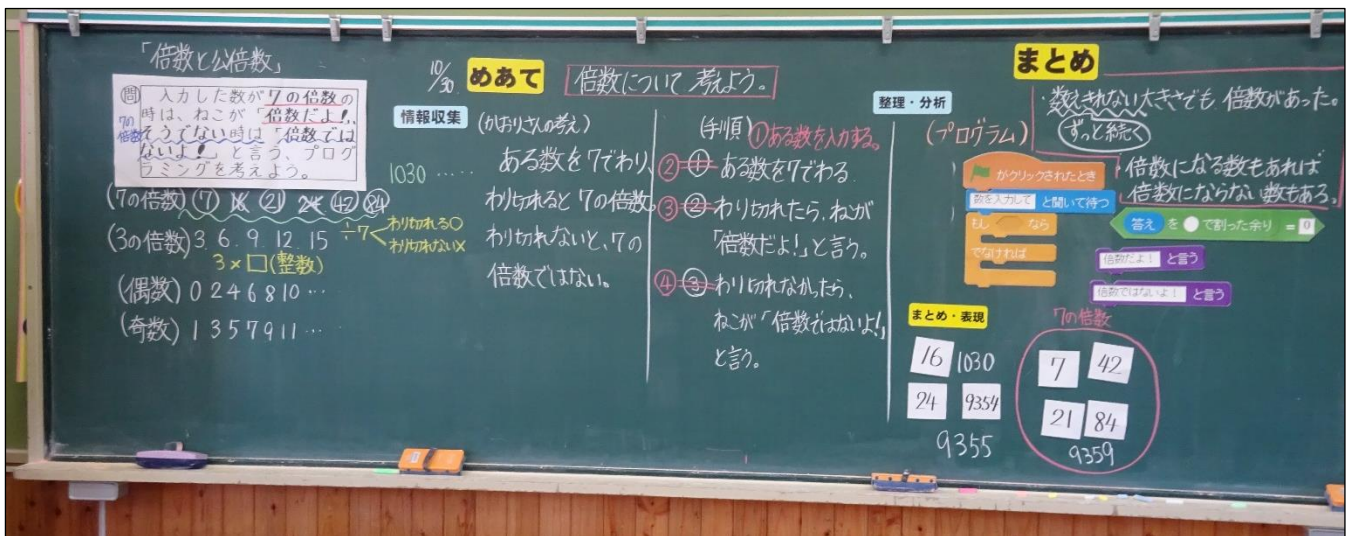 「倍数と公倍数」
問 入力した数が7の倍数の
時は、ねこが「倍数だよ!」、
そうでない時は「倍数では
ないよ!」と言う、プログ
ラミングを考えよう。
7の
倍数
(7の倍数) 7 16 21 24 42 84
(3の倍数) 3. 6. 9. 12. 15
3×□(整数)
÷7
わり切れる○
わり切れない×
(偶数) 0 2 4 6 8 10 …
(奇数) 1 3 5 7 9 11 …
10/30
めあて
倍数について 考えよう。
情報収集
1030 ……
(かおりさんの考え)
ある数を7でわり、
わり切れると 7の倍数。
わり切れないと、7の
倍数ではない。
(手順) ①ある数を入力する。
② ① ある数を7でわる
③ ② わり切れたら、ねこが
「倍数だよ!」と言う。
④ ③ わり切れなかったら、
ねこが「倍数ではないよ!」
と言う。
整理・分析
(プログラム)
がクリックされたとき
数を入力して と聞いて待つ
もし なら
でなければ
まとめ
・数えきれない大きさでも、倍数があった。
ずっと続く
・倍数になる数もあれば
倍数にならない数もある。
答え を で割った余り = 0
倍数だよ! と言う
倍数ではないよ! と言う
まとめ・表現
16 1030
24 9354
9355
7の倍数
7 42
21 84
9359